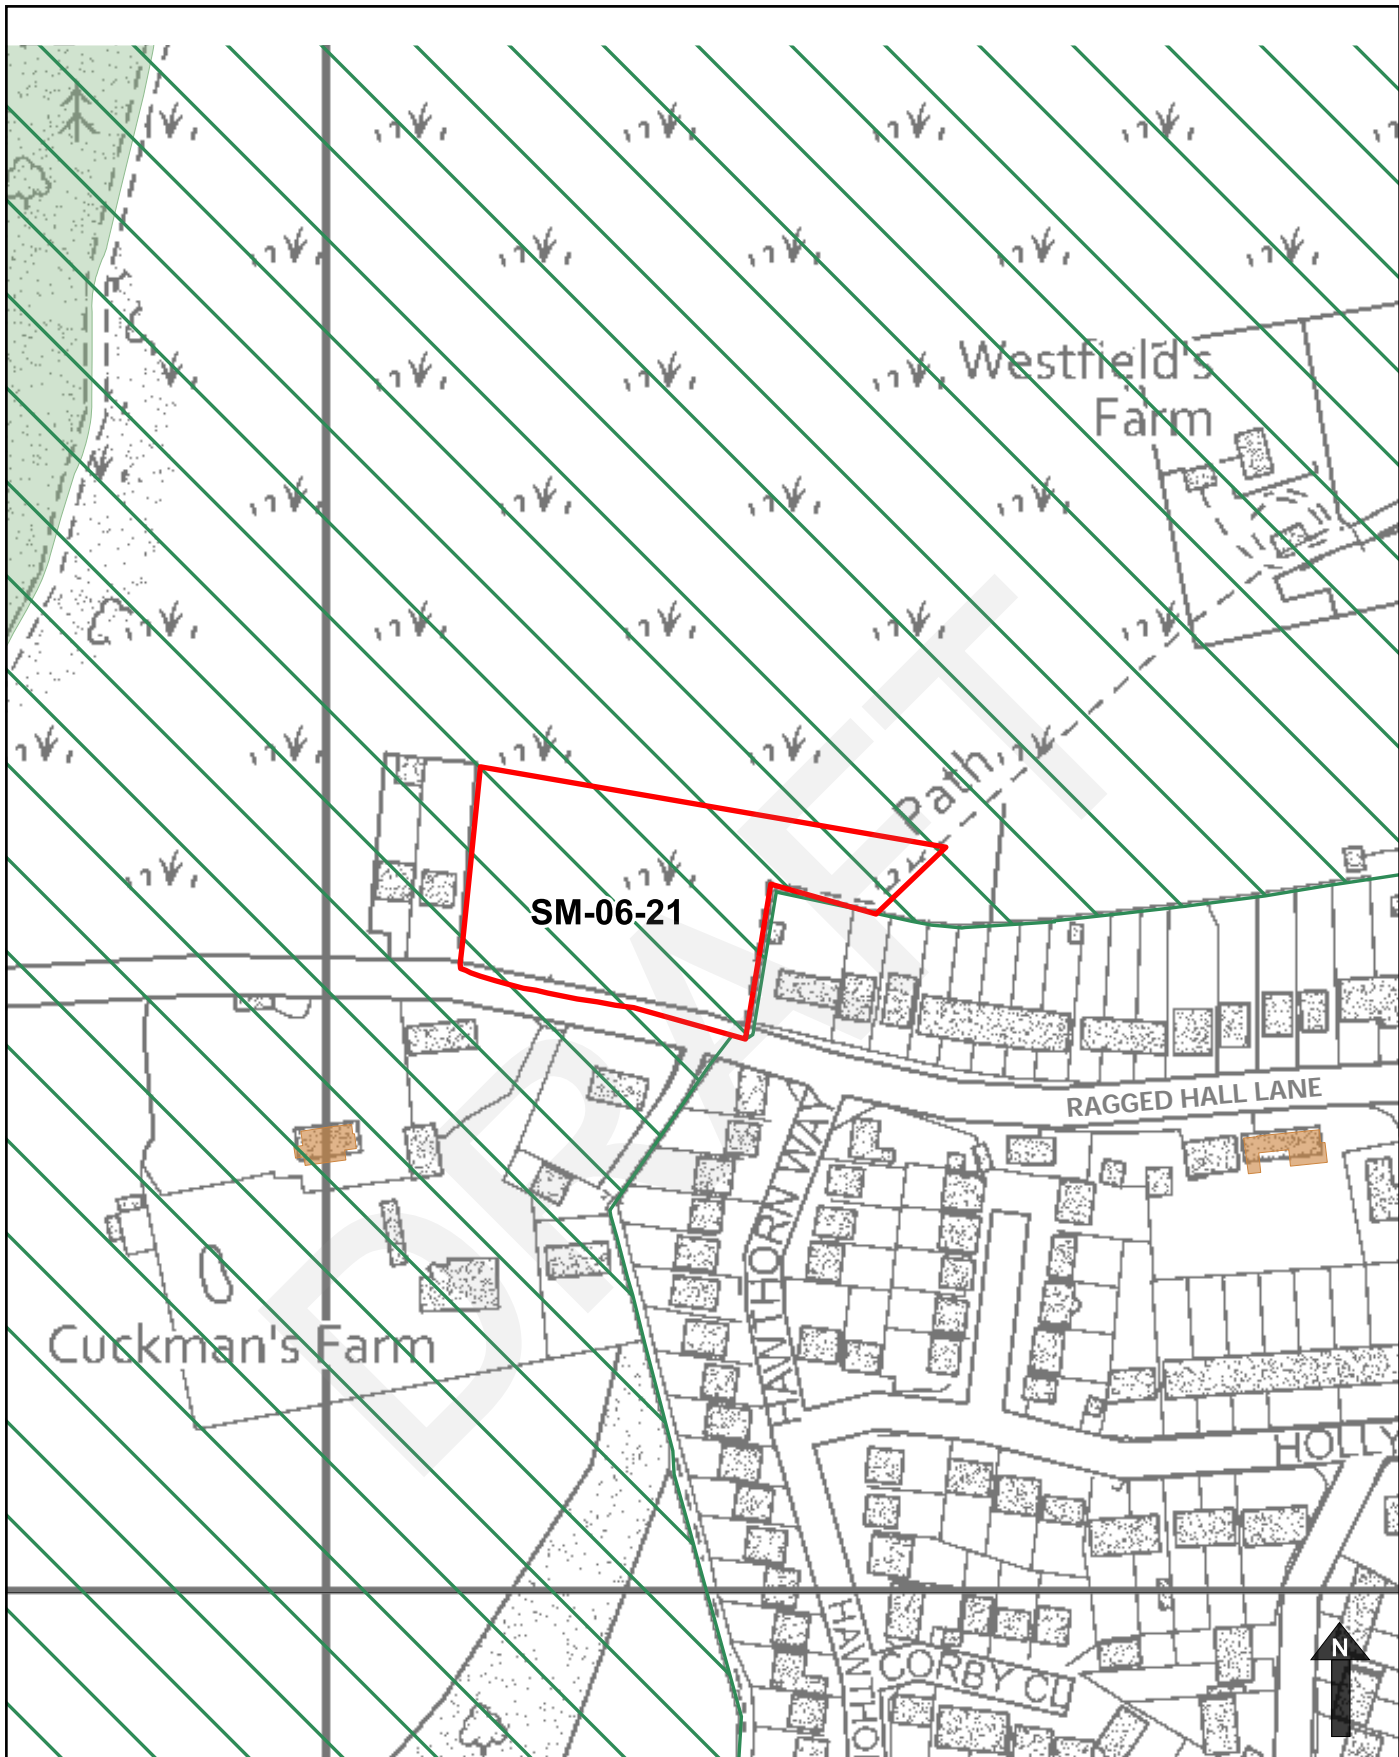 Westfield's
Farm
Path
SM-06-21
RAGGED HALL LANE
HAWTHORN WAY
Cuckman's Farm
HOLLY
CORBY CL
HAWTHO
N
DRAFT